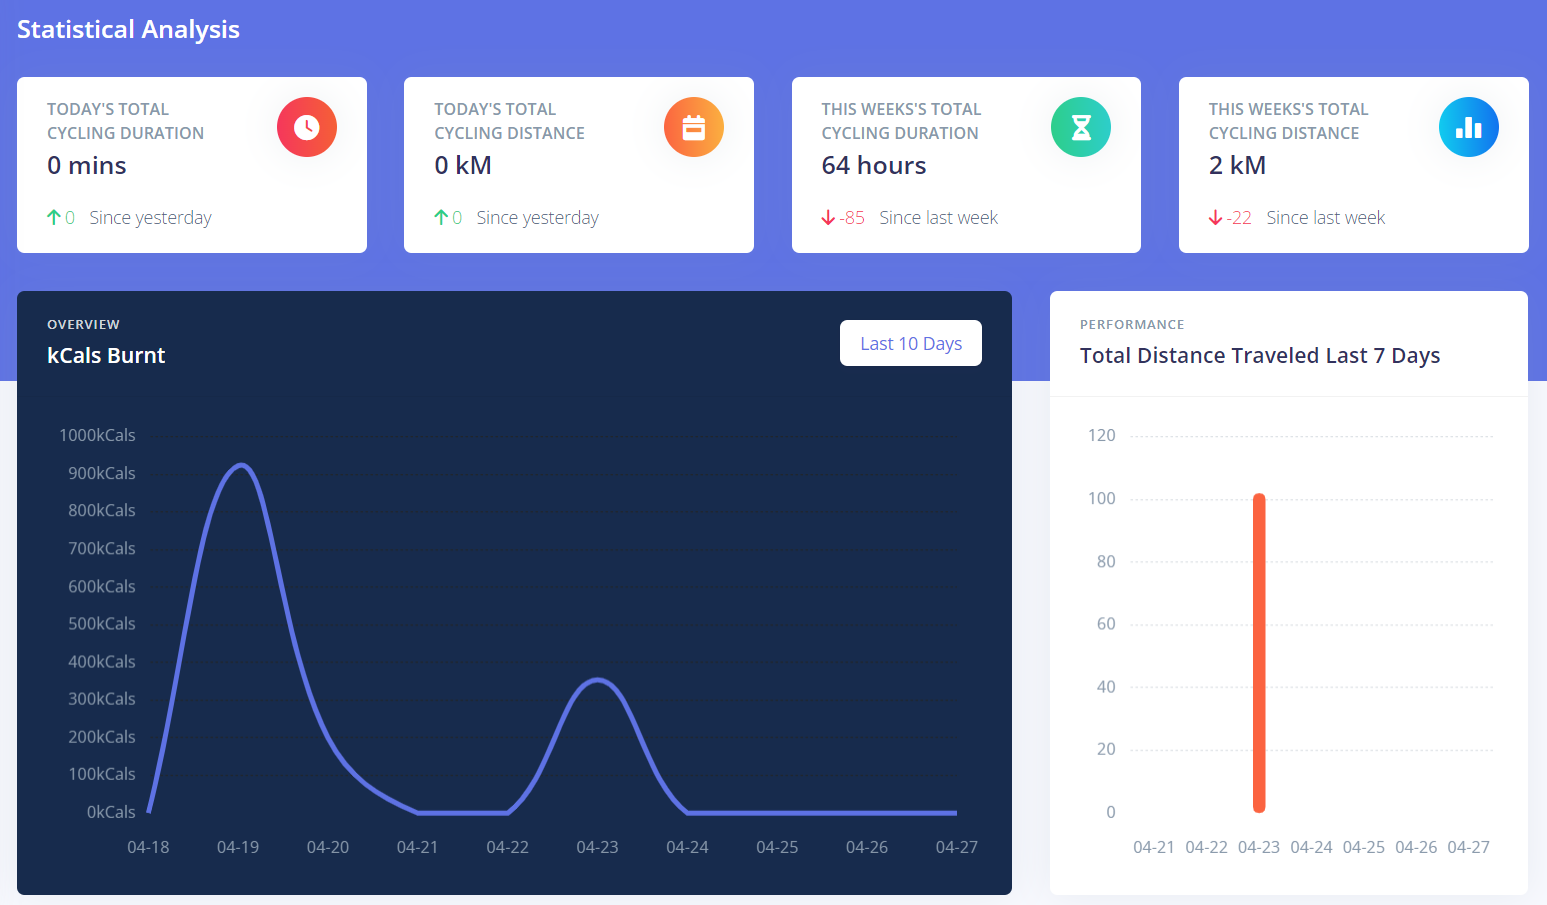 Statistical Analysis
TODAY'S TOTAL
CYCLING DURATION
0 mins
0 Since yesterday
TODAY'S TOTAL
CYCLING DISTANCE
0 kM
0 Since yesterday
THIS WEEKS'S TOTAL
CYCLING DURATION
64 hours
-85 Since last week
THIS WEEKS'S TOTAL
CYCLING DISTANCE
2 kM
-22 Since last week
OVERVIEW
kCals Burnt
Last 10 Days
1000kCals
900kCals
800kCals
700kCals
600kCals
500kCals
400kCals
300kCals
200kCals
100kCals
0kCals
04-18 04-19 04-20 04-21 04-22 04-23 04-24 04-25 04-26 04-27
PERFORMANCE
Total Distance Traveled Last 7 Days
120
100
80
60
40
20
0
04-21 04-22 04-23 04-24 04-25 04-26 04-27